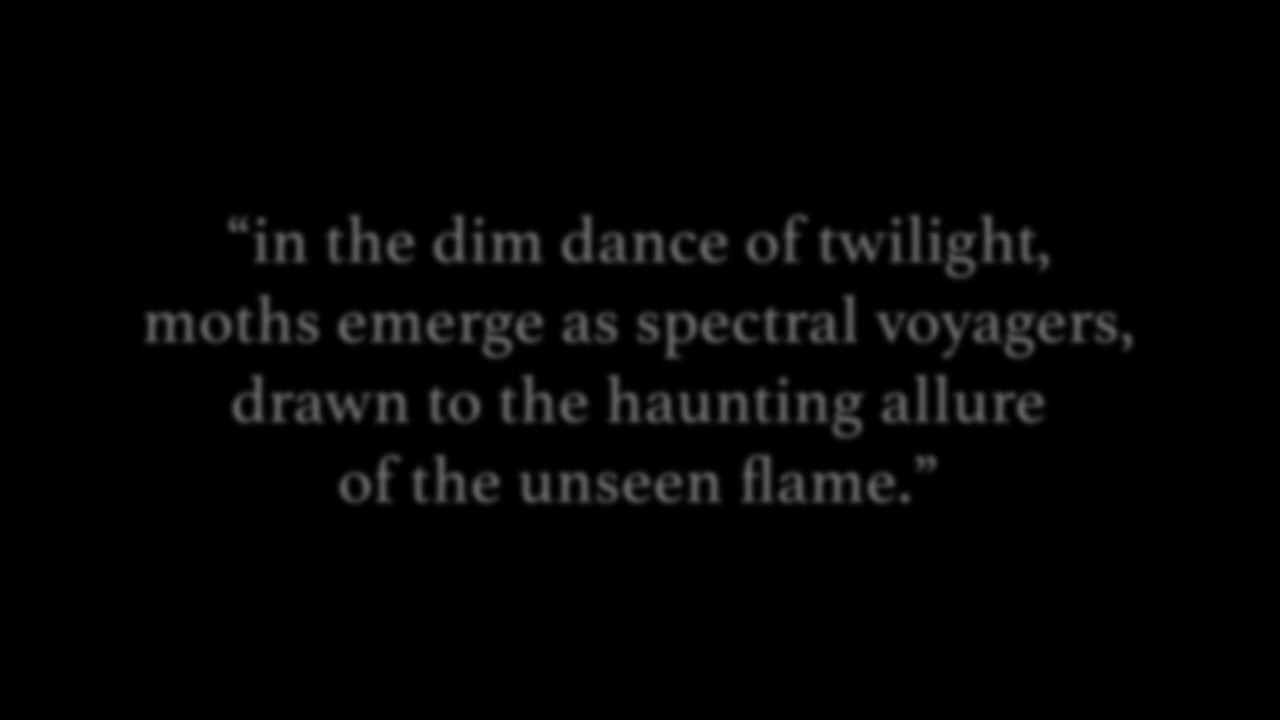 “in the dim dance of twilight,
moths emerge as spectral voyagers,
drawn to the haunting allure
of the unseen flame.”